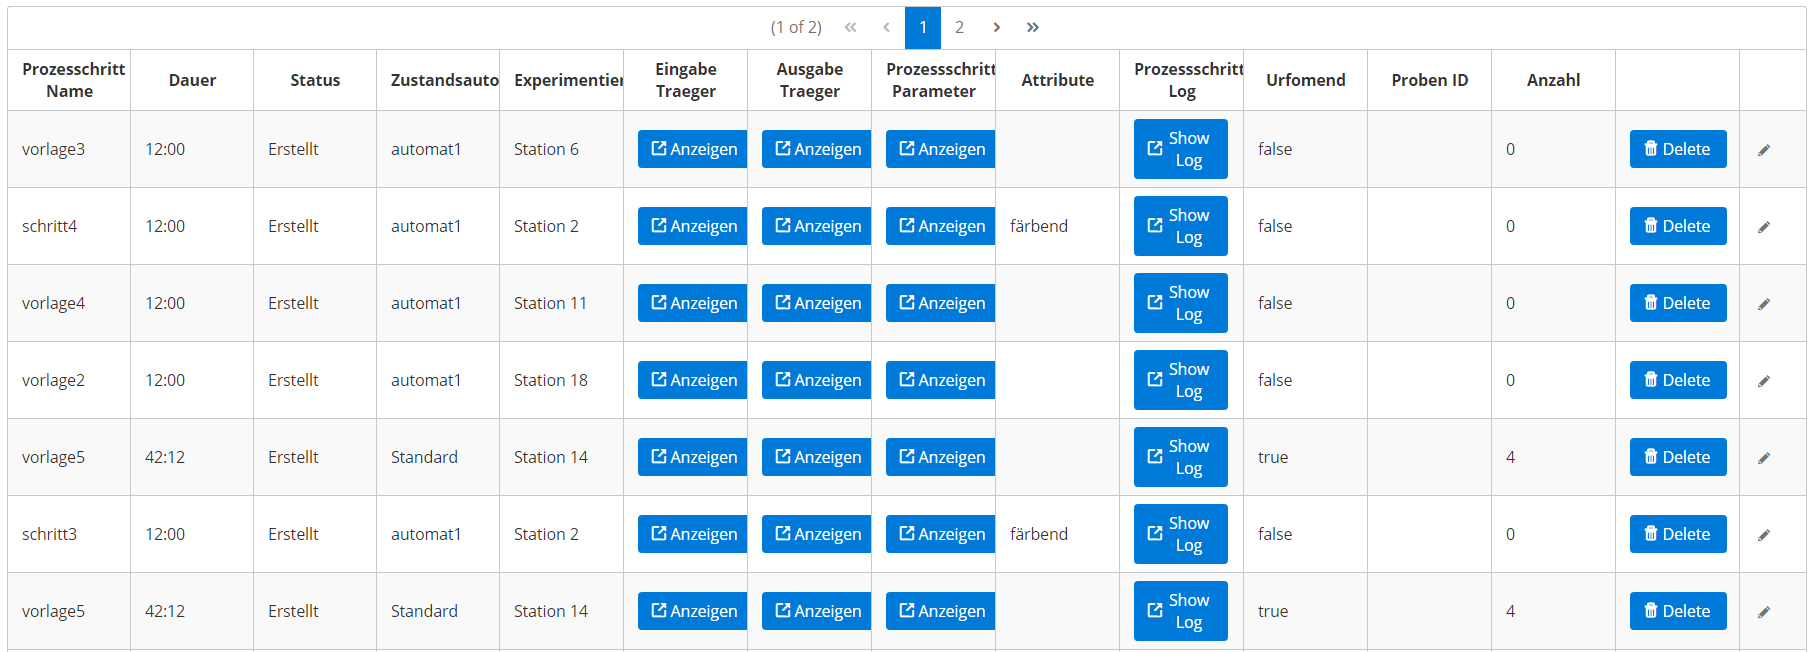 (1 of 2) « ‹ 1 2 › »
Prozesschritt Name Dauer Status Zustandsauto Experimentier Eingabe Traeger Ausgabe Traeger Prozessschritt Parameter Attribute Prozessschritt Log Urfomend Proben ID Anzahl
vorlage3 12:00 Erstellt automat1 Station 6 Anzeigen Anzeigen Anzeigen Show Log false 0 Delete
schritt4 12:00 Erstellt automat1 Station 2 Anzeigen Anzeigen Anzeigen färbend Show Log false 0 Delete
vorlage4 12:00 Erstellt automat1 Station 11 Anzeigen Anzeigen Anzeigen Show Log false 0 Delete
vorlage2 12:00 Erstellt automat1 Station 18 Anzeigen Anzeigen Anzeigen Show Log false 0 Delete
vorlage5 42:12 Erstellt Standard Station 14 Anzeigen Anzeigen Anzeigen Show Log true 4 Delete
schritt3 12:00 Erstellt automat1 Station 2 Anzeigen Anzeigen Anzeigen färbend Show Log false 0 Delete
vorlage5 42:12 Erstellt Standard Station 14 Anzeigen Anzeigen Anzeigen Show Log true 4 Delete